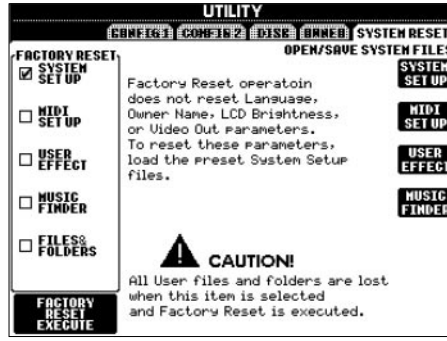 UTILITY
CONFIG 1 CONFIG 2 DISK OWNER SYSTEM RESET
OPEN/SAVE SYSTEM FILES
FACTORY RESET
SYSTEM SET UP
MIDI SET UP
USER EFFECT
MUSIC FINDER
FILES& FOLDERS
FACTORY RESET EXECUTE
Factory Reset operatoin
does not reset Language,
Owner Name, LCD Brightness,
or Video Out parameters.
To reset these parameters,
load the preset System Setup
files.
CAUTION!
All User files and folders are lost
when this item is selected
and Factory Reset is executed.
SYSTEM SET UP
MIDI SET UP
USER EFFECT
MUSIC FINDER